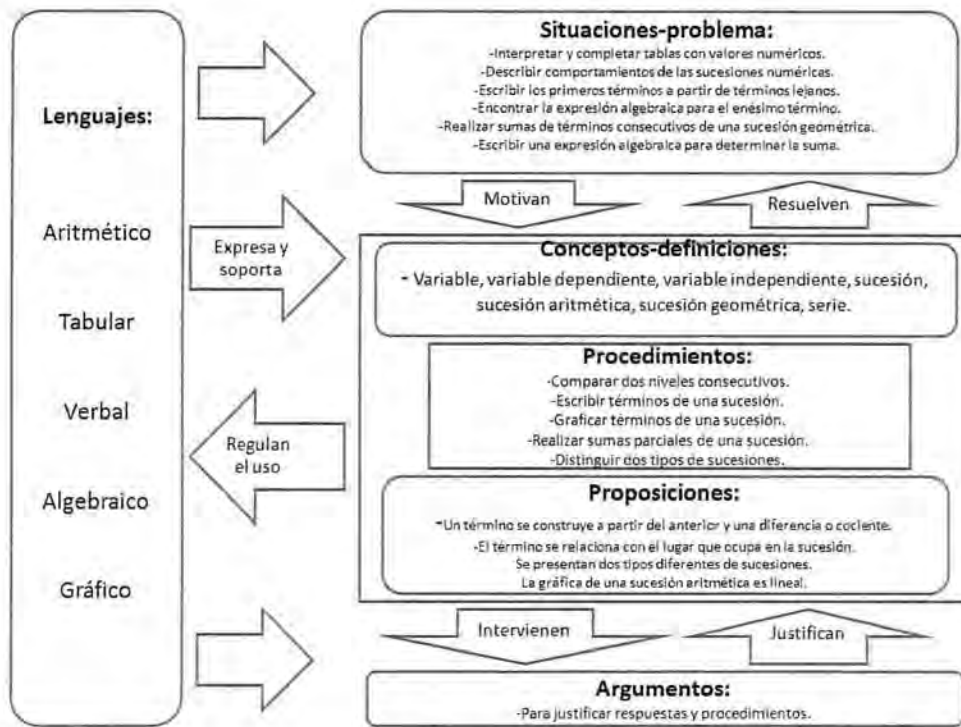 Lenguajes:
Aritmético
Tabular
Verbal
Algebraico
Gráfico
Expresa y
soporta
Regulan
el uso
Situaciones-problema:
-Interpretar y completar tablas con valores numéricos.
-Describir comportamientos de las sucesiones numéricas.
-Escribir los primeros términos a partir de términos lejanos.
-Encontrar la expresión algebraica para el enésimo término.
-Realizar sumas de términos consecutivos de una sucesión geométrica.
-Escribir una expresión algebraica para determinar la suma.
Motivan
Resuelven
Conceptos-definiciones:
- Variable, variable dependiente, variable independiente, sucesión,
sucesión aritmética, sucesión geométrica, serie.
Procedimientos:
-Comparar dos niveles consecutivos.
-Escribir términos de una sucesión.
-Graficar términos de una sucesión.
-Realizar sumas parciales de una sucesión.
-Distinguir dos tipos de sucesiones.
Proposiciones:
-Un término se construye a partir del anterior y una diferencia o cociente.
-El término se relaciona con el lugar que ocupa en la sucesión.
Se presentan dos tipos diferentes de sucesiones.
La gráfica de una sucesión aritmética es lineal.
Intervienen
Justifican
Argumentos:
-Para justificar respuestas y procedimientos.